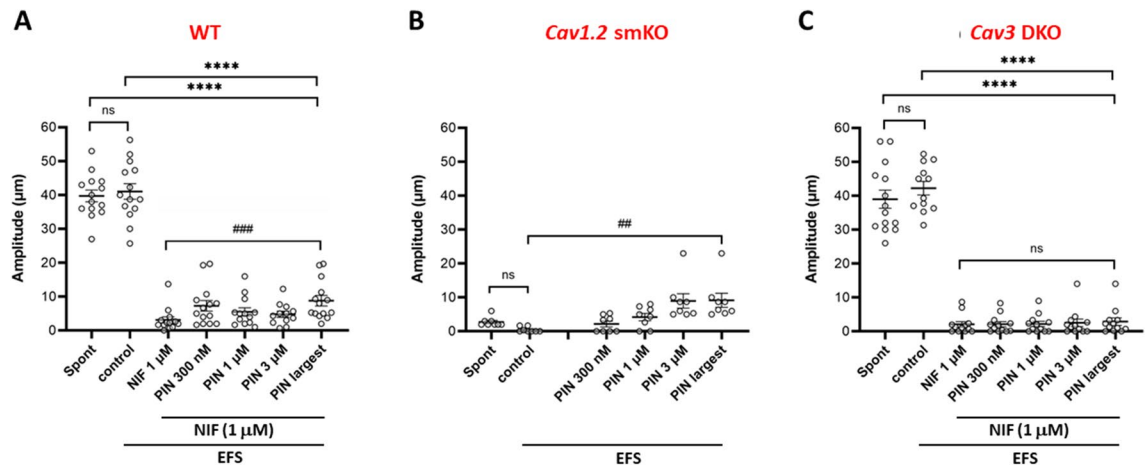 A
WT
****
****
ns
Amplitude (µm)
60
50
40
30
20
10
0
###
Spont
control
NIF 1 µM
PIN 300 nM
PIN 1 µM
PIN 3 µM
PIN largest
NIF (1 µM)
EFS
B
Cav1.2 smKO
Amplitude (µm)
60
50
40
30
20
10
0
ns
##
Spont
control
PIN 300 nM
PIN 1 µM
PIN 3 µM
PIN largest
EFS
C
Cav3 DKO
****
****
ns
Amplitude (µm)
60
50
40
30
20
10
0
ns
Spont
control
NIF 1 µM
PIN 300 nM
PIN 1 µM
PIN 3 µM
PIN largest
NIF (1 µM)
EFS